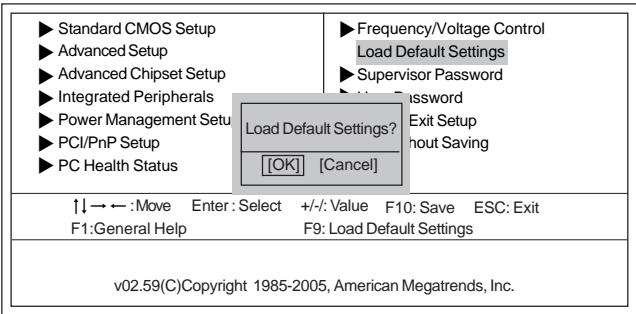 Standard CMOS Setup
Advanced Setup
Advanced Chipset Setup
Integrated Peripherals
Power Management Setu
PCI/PnP Setup
PC Health Status
Frequency/Voltage Control
Load Default Settings
Supervisor Password
Password
Exit Setup
hout Saving
Load Default Settings?
[OK] [Cancel]
↑↓→←:Move Enter : Select +/-/: Value F10: Save ESC: Exit
F1:General Help F9: Load Default Settings
v02.59(C)Copyright 1985-2005, American Megatrends, Inc.